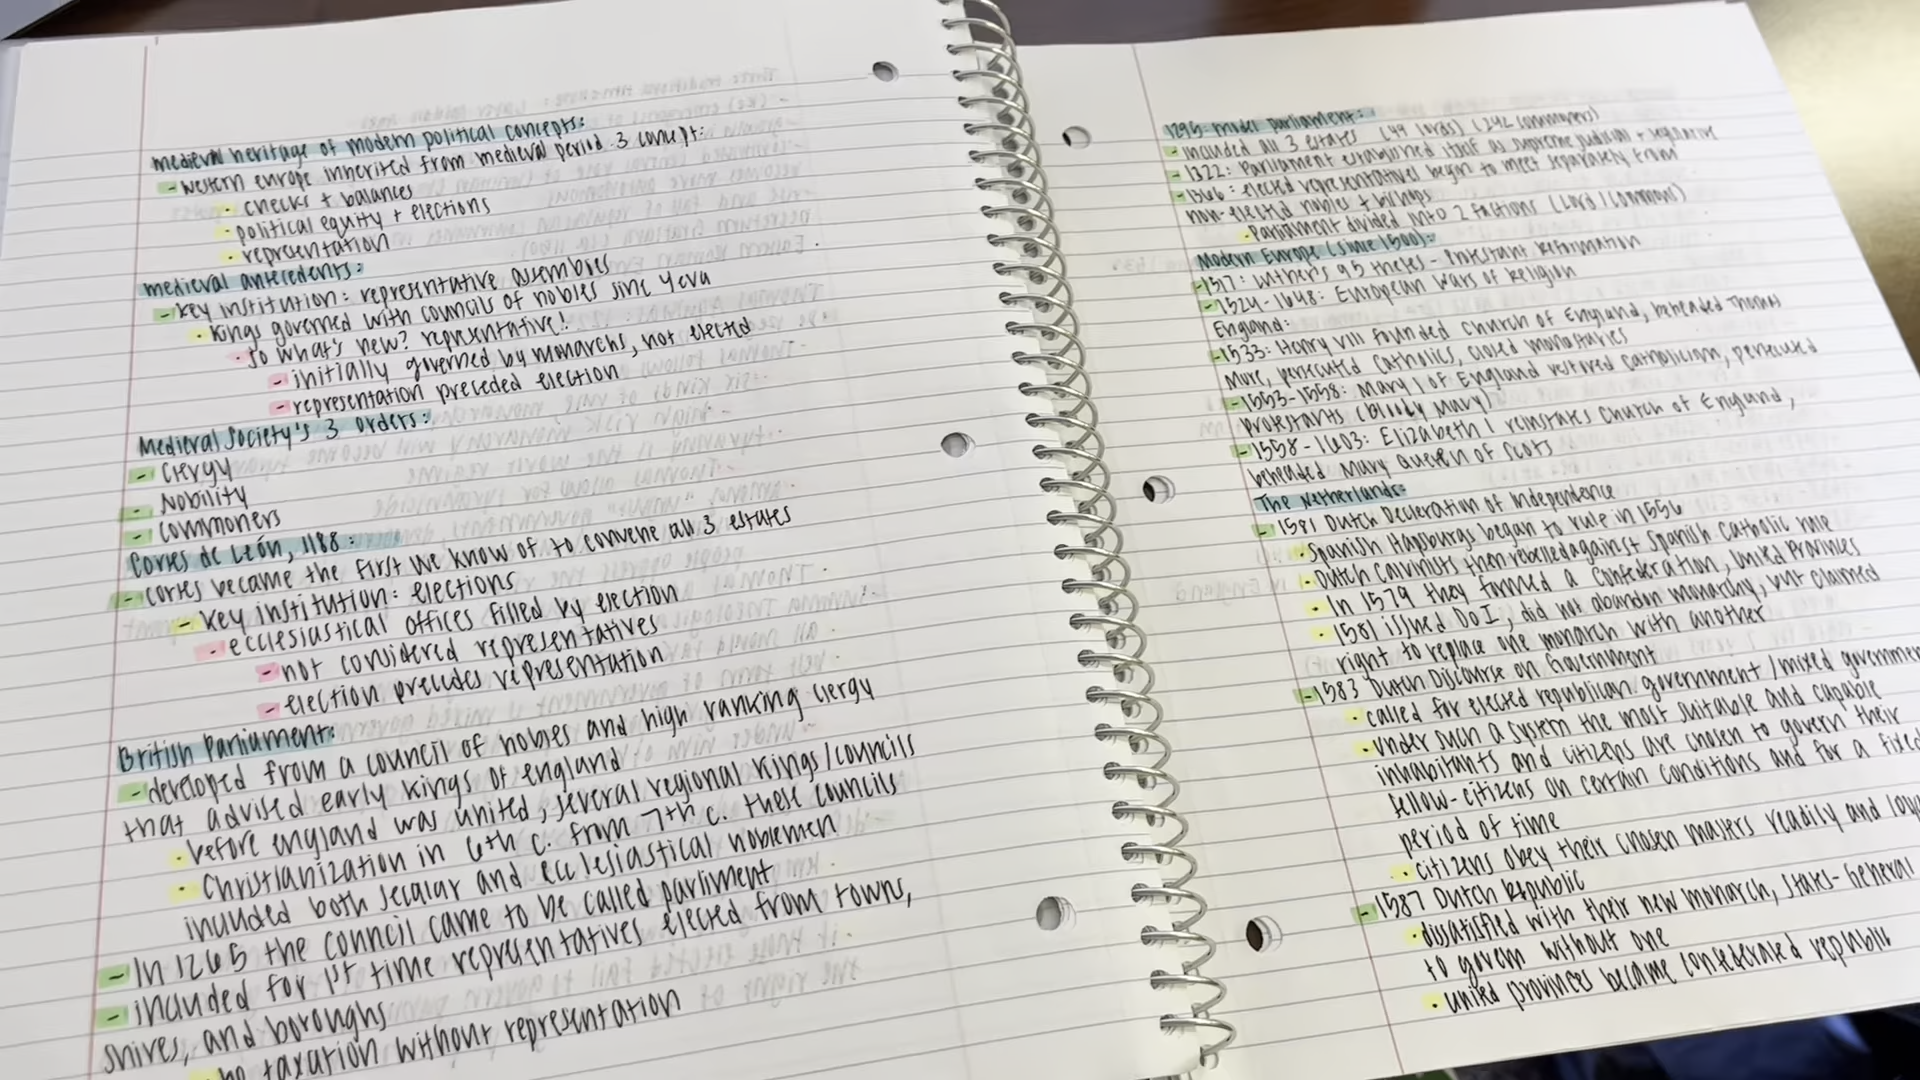 medieval heritage of modern political concepts:
- western europe inherited from medieval period 3 concept:
· checks + balances
· political equity + elections
· representation
medieval antecedents:
- key institution: representative assemblies
· kings governed with councils of nobles
· so what's new? representative!
- initially governed by monarchs, not elected
- representation preceded election
Medieval Society's 3 Orders:
- Clergy
- Nobility
- commoners
Cortes de León, 1188:
- cortes became the first we know of to convene all 3 estates
- key institution: elections
· ecclesiastical offices filled by election
- not considered representatives
- election precedes representation
British Parliament:
- developed from a council of nobles and high ranking clergy
that advised early kings of england
· before england was united, several regional kings/councils
· Christianization in 6th c. from 7th c. these councils
included both secular and ecclesiastical noblemen
- In 1265 the council came to be called parliment
- included for 1st time representatives elected from towns,
shires, and boroughs
no taxation without representation
1295 model parliament:
- included all 3 estates (49 lords) (242 commoners)
- 1322: Parliament established itself as supreme judicial + legislative
- 1366: elected representatives began to meet separately from
non-elected nobles + bishops
· Parliament divided into 2 factions (Lord/Commons)
Modern Europe (since 1500):
- 1517: Luther's 95 theses - Protestant Reformation
- 1524-1648: European Wars of Religion
England:
- 1533: Henry VIII founded Church of England, beheaded Thomas
More, persecuted Catholics, closed monasteries
- 1553-1558: Mary I of England restored Catholicism, persecuted
Protestants (Bloody Mary)
- 1558-1603: Elizabeth I reinstates Church of England,
beheaded Mary Queen of Scots
The Netherlands:
- 1581 Dutch Decleration of Independence
· Spanish Hapsburgs began to rule in 1556
· Dutch Calvinists then rebelled against Spanish Catholic rule
· In 1579 they formed a Confederation, United Provinces
· 1581 issued DoI, did not abandon monarchy, but claimed
right to replace one monarch with another
- 1583 Dutch Discourse on Government
· called for elected republican government/mixed governmen
· under such a system the most suitable and capable
inhabitants and citizens are chosen to govern their
fellow-citizens on certain conditions and for a fixed
period of time
· citizens obey their chosen masters readily and
- 1587 Dutch Republic
· dissatisfied with their new monarch, States-General
to govern without one
· united provinces became confederated republic